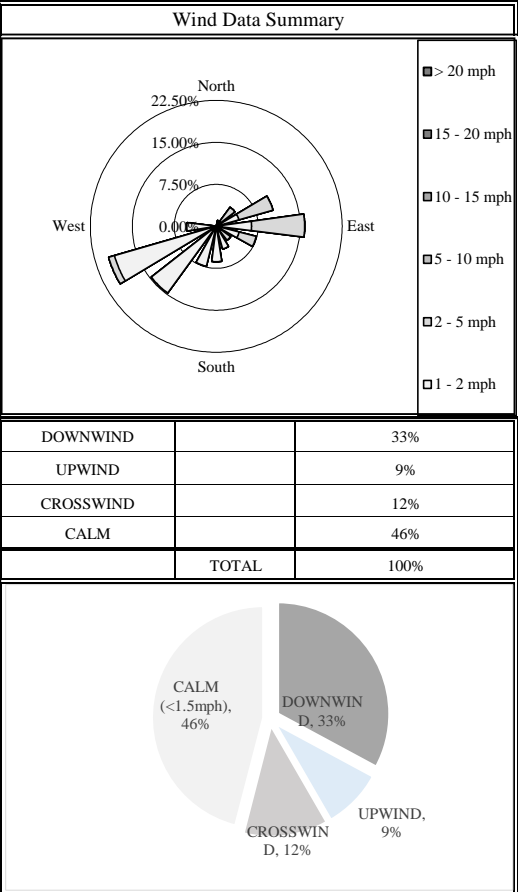 Wind Data Summary
North
22.50%
15.00%
7.50%
0.00%
West
East
South
> 20 mph
15 - 20 mph
10 - 15 mph
5 - 10 mph
2 - 5 mph
1 - 2 mph
DOWNWIND 33%
UPWIND 9%
CROSSWIND 12%
CALM 46%
TOTAL 100%
CALM
(<1.5mph),
46%
DOWNWIN
D, 33%
UPWIND,
9%
CROSSWIN
D, 12%